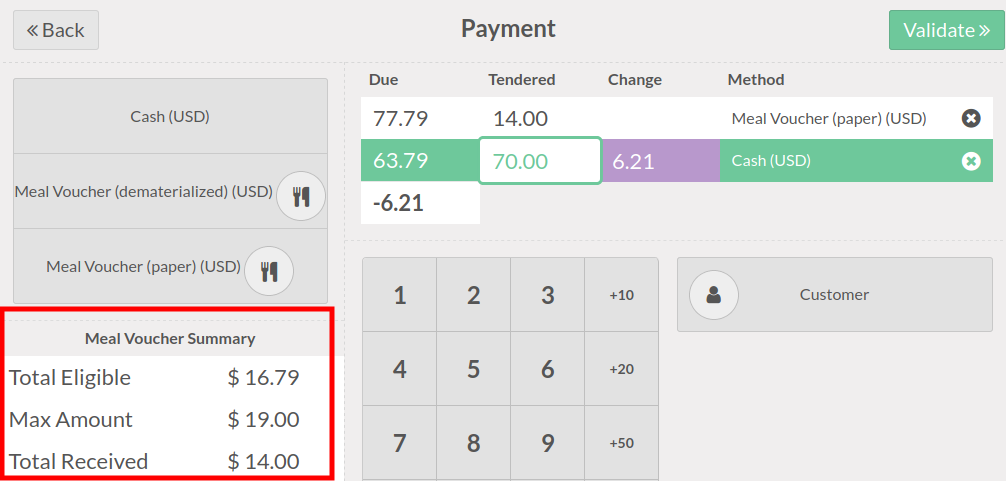 « Back
Payment
Validate »
Cash (USD)
Meal Voucher (dematerialized) (USD)
Meal Voucher (paper) (USD)
Meal Voucher Summary
Total Eligible $ 16.79
Max Amount $ 19.00
Total Received $ 14.00
Due Tendered Change Method
77.79 14.00 Meal Voucher (paper) (USD)
63.79 70.00 6.21 Cash (USD)
-6.21
1 2 3 +10
4 5 6 +20
7 8 9 +50
Customer